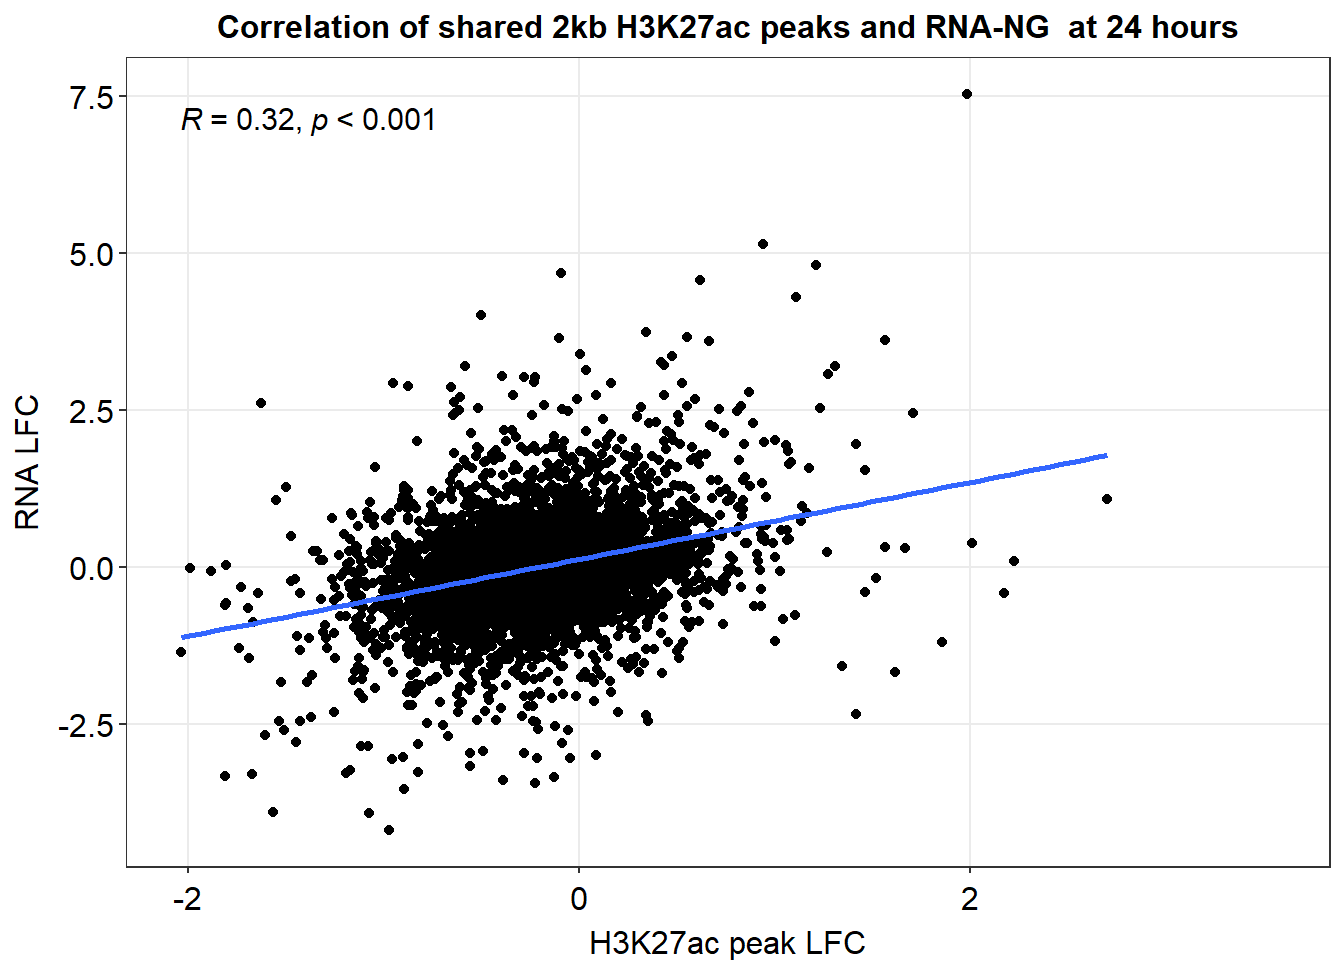 Correlation of shared 2kb H3K27ac peaks and RNA-NG  at 24 hours
R = 0.32, p < 0.001
7.5
5.0
2.5
0.0
-2.5
RNA LFC
-2 0 2
H3K27ac peak LFC